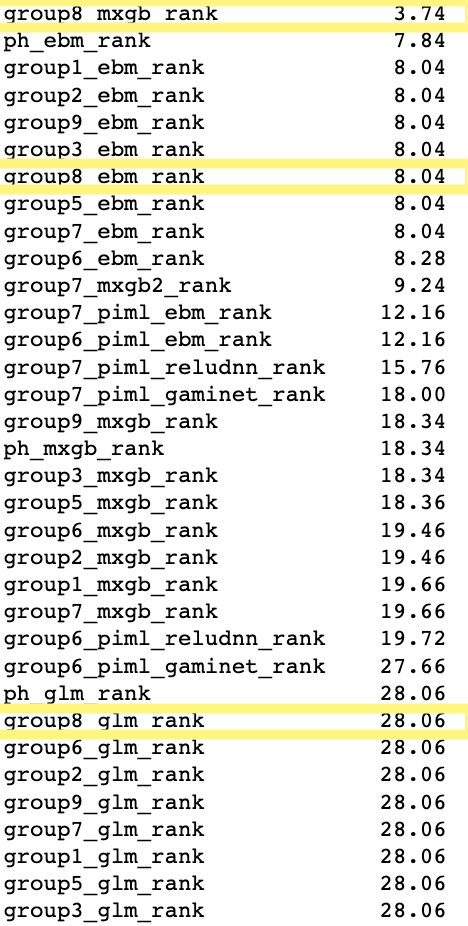 group8_mxgb_rank 3.74
ph_ebm_rank 7.84
group1_ebm_rank 8.04
group2_ebm_rank 8.04
group9_ebm_rank 8.04
group3_ebm_rank 8.04
group8_ebm_rank 8.04
group5_ebm_rank 8.04
group7_ebm_rank 8.04
group6_ebm_rank 8.28
group7_mxgb2_rank 9.24
group7_piml_ebm_rank 12.16
group6_piml_ebm_rank 12.16
group7_piml_reludnn_rank 15.76
group7_piml_gaminet_rank 18.00
group9_mxgb_rank 18.34
ph_mxgb_rank 18.34
group3_mxgb_rank 18.34
group5_mxgb_rank 18.36
group6_mxgb_rank 19.46
group2_mxgb_rank 19.46
group1_mxgb_rank 19.66
group7_mxgb_rank 19.66
group6_piml_reludnn_rank 19.72
group6_piml_gaminet_rank 27.66
ph_glm_rank 28.06
group8_glm_rank 28.06
group6_glm_rank 28.06
group2_glm_rank 28.06
group9_glm_rank 28.06
group7_glm_rank 28.06
group1_glm_rank 28.06
group5_glm_rank 28.06
group3_glm_rank 28.06